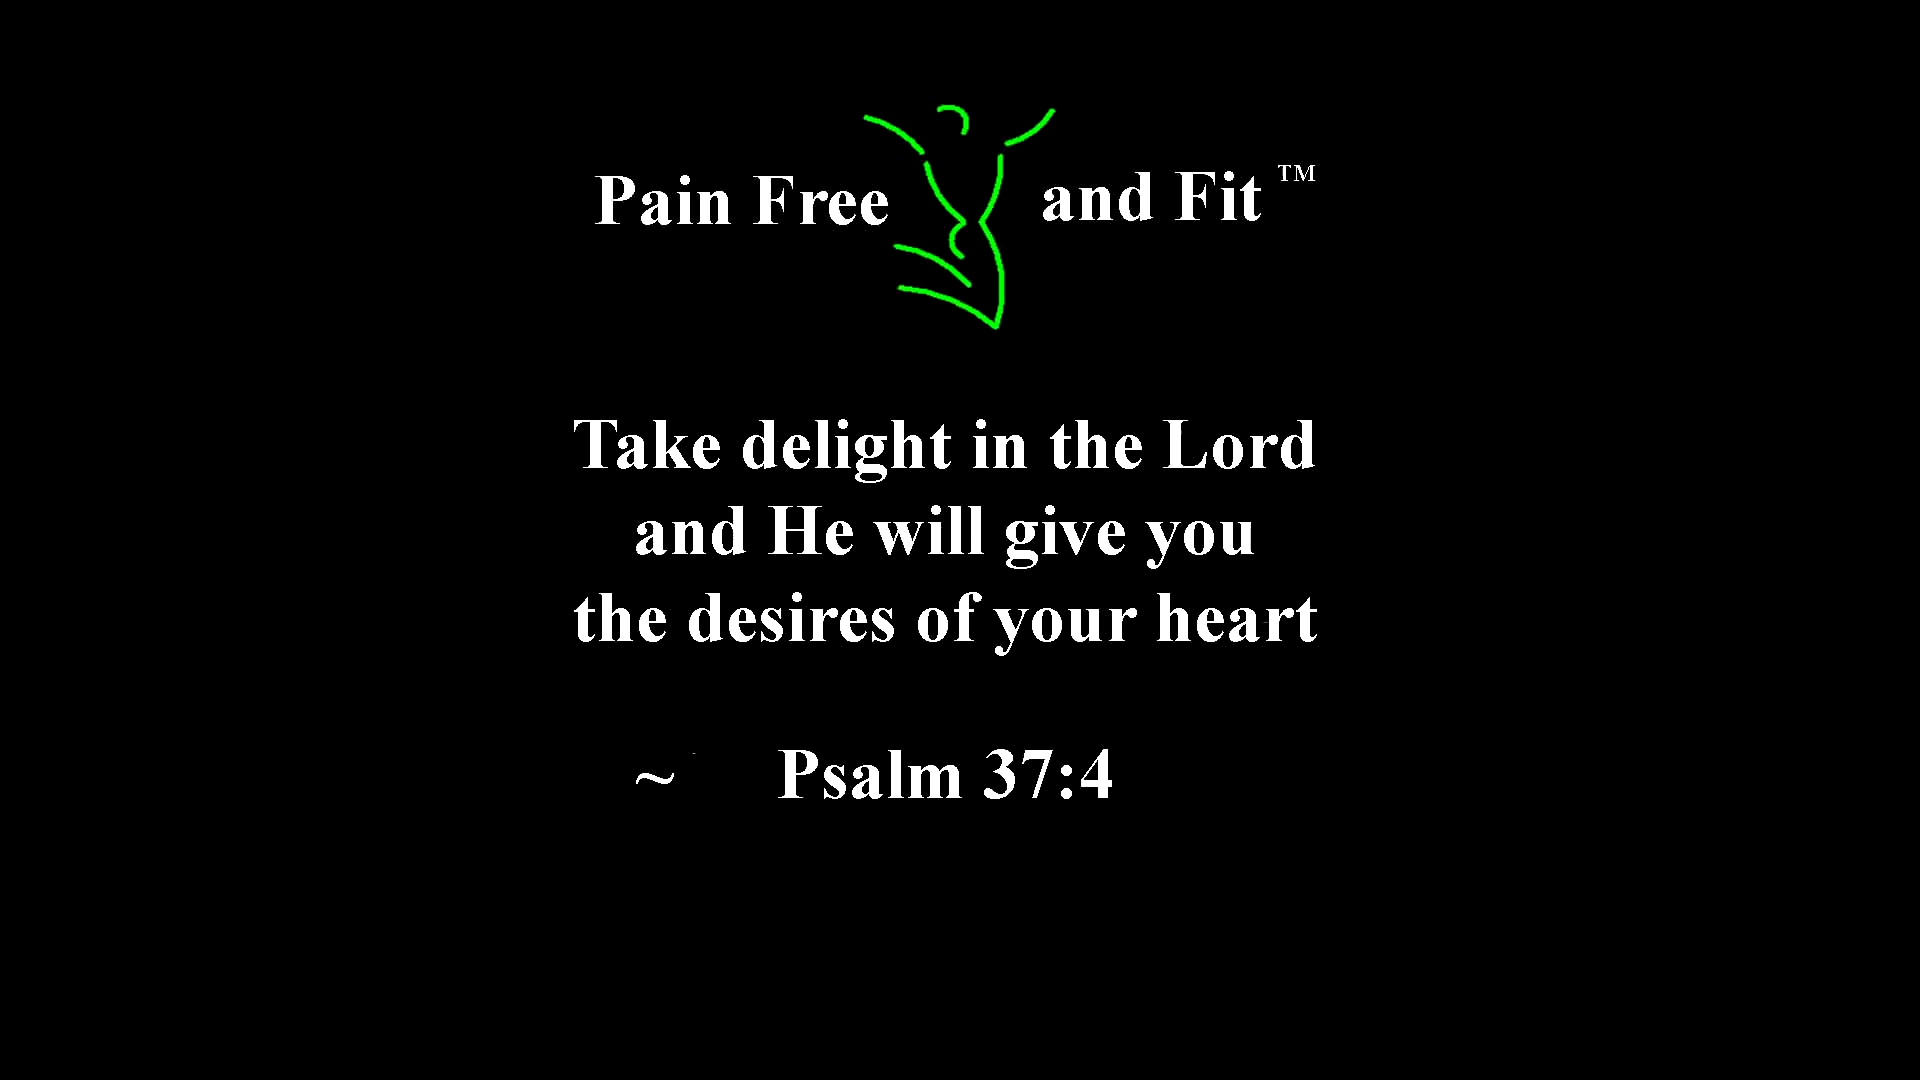 Pain Free and Fit ™
Take delight in the Lord
and He will give you
the desires of your heart
~ Psalm 37:4